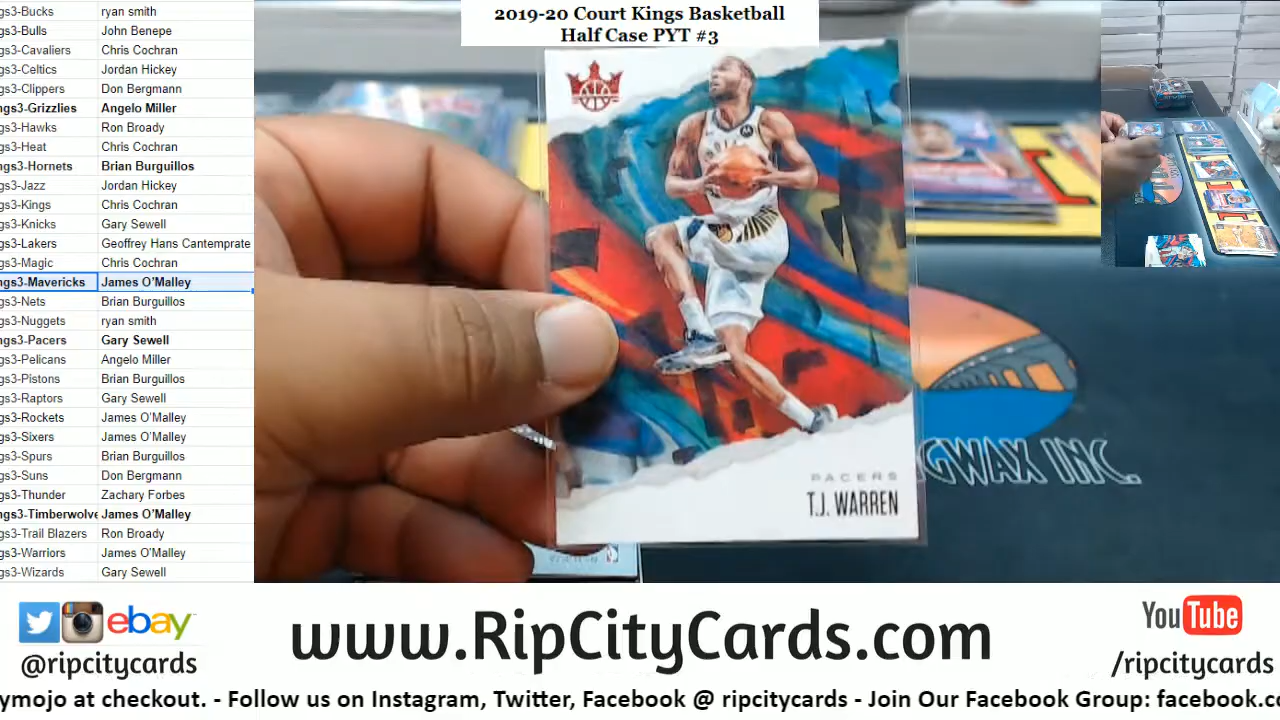 2019-20 Court Kings Basketball
Half Case PYT #3
gs3-Bucks ryan smith
gs3-Bulls John Benepe
gs3-Cavaliers Chris Cochran
gs3-Celtics Jordan Hickey
gs3-Clippers Don Bergmann
ngs3-Grizzlies Angelo Miller
gs3-Hawks Ron Broady
gs3-Heat Chris Cochran
ngs3-Hornets Brian Burguillos
gs3-Jazz Jordan Hickey
gs3-Kings Chris Cochran
gs3-Knicks Gary Sewell
gs3-Lakers Geoffrey Hans Cantemprate
gs3-Magic Chris Cochran
ngs3-Mavericks James O'Malley
gs3-Nets Brian Burguillos
gs3-Nuggets ryan smith
ngs3-Pacers Gary Sewell
gs3-Pelicans Angelo Miller
gs3-Pistons Brian Burguillos
gs3-Raptors Gary Sewell
gs3-Rockets James O'Malley
gs3-Sixers James O'Malley
gs3-Spurs Brian Burguillos
gs3-Suns Don Bergmann
gs3-Thunder Zachary Forbes
ngs3-Timberwolve James O'Malley
gs3-Trail Blazers Ron Broady
gs3-Warriors James O'Malley
gs3-Wizards Gary Sewell
PACERS
T.J. WARREN
GWAX INC.
ebay
@ripcitycards
www.RipCityCards.com
YouTube
/ripcitycards
ymojo at checkout. - Follow us on Instagram, Twitter, Facebook @ ripcitycards - Join Our Facebook Group: facebook.co